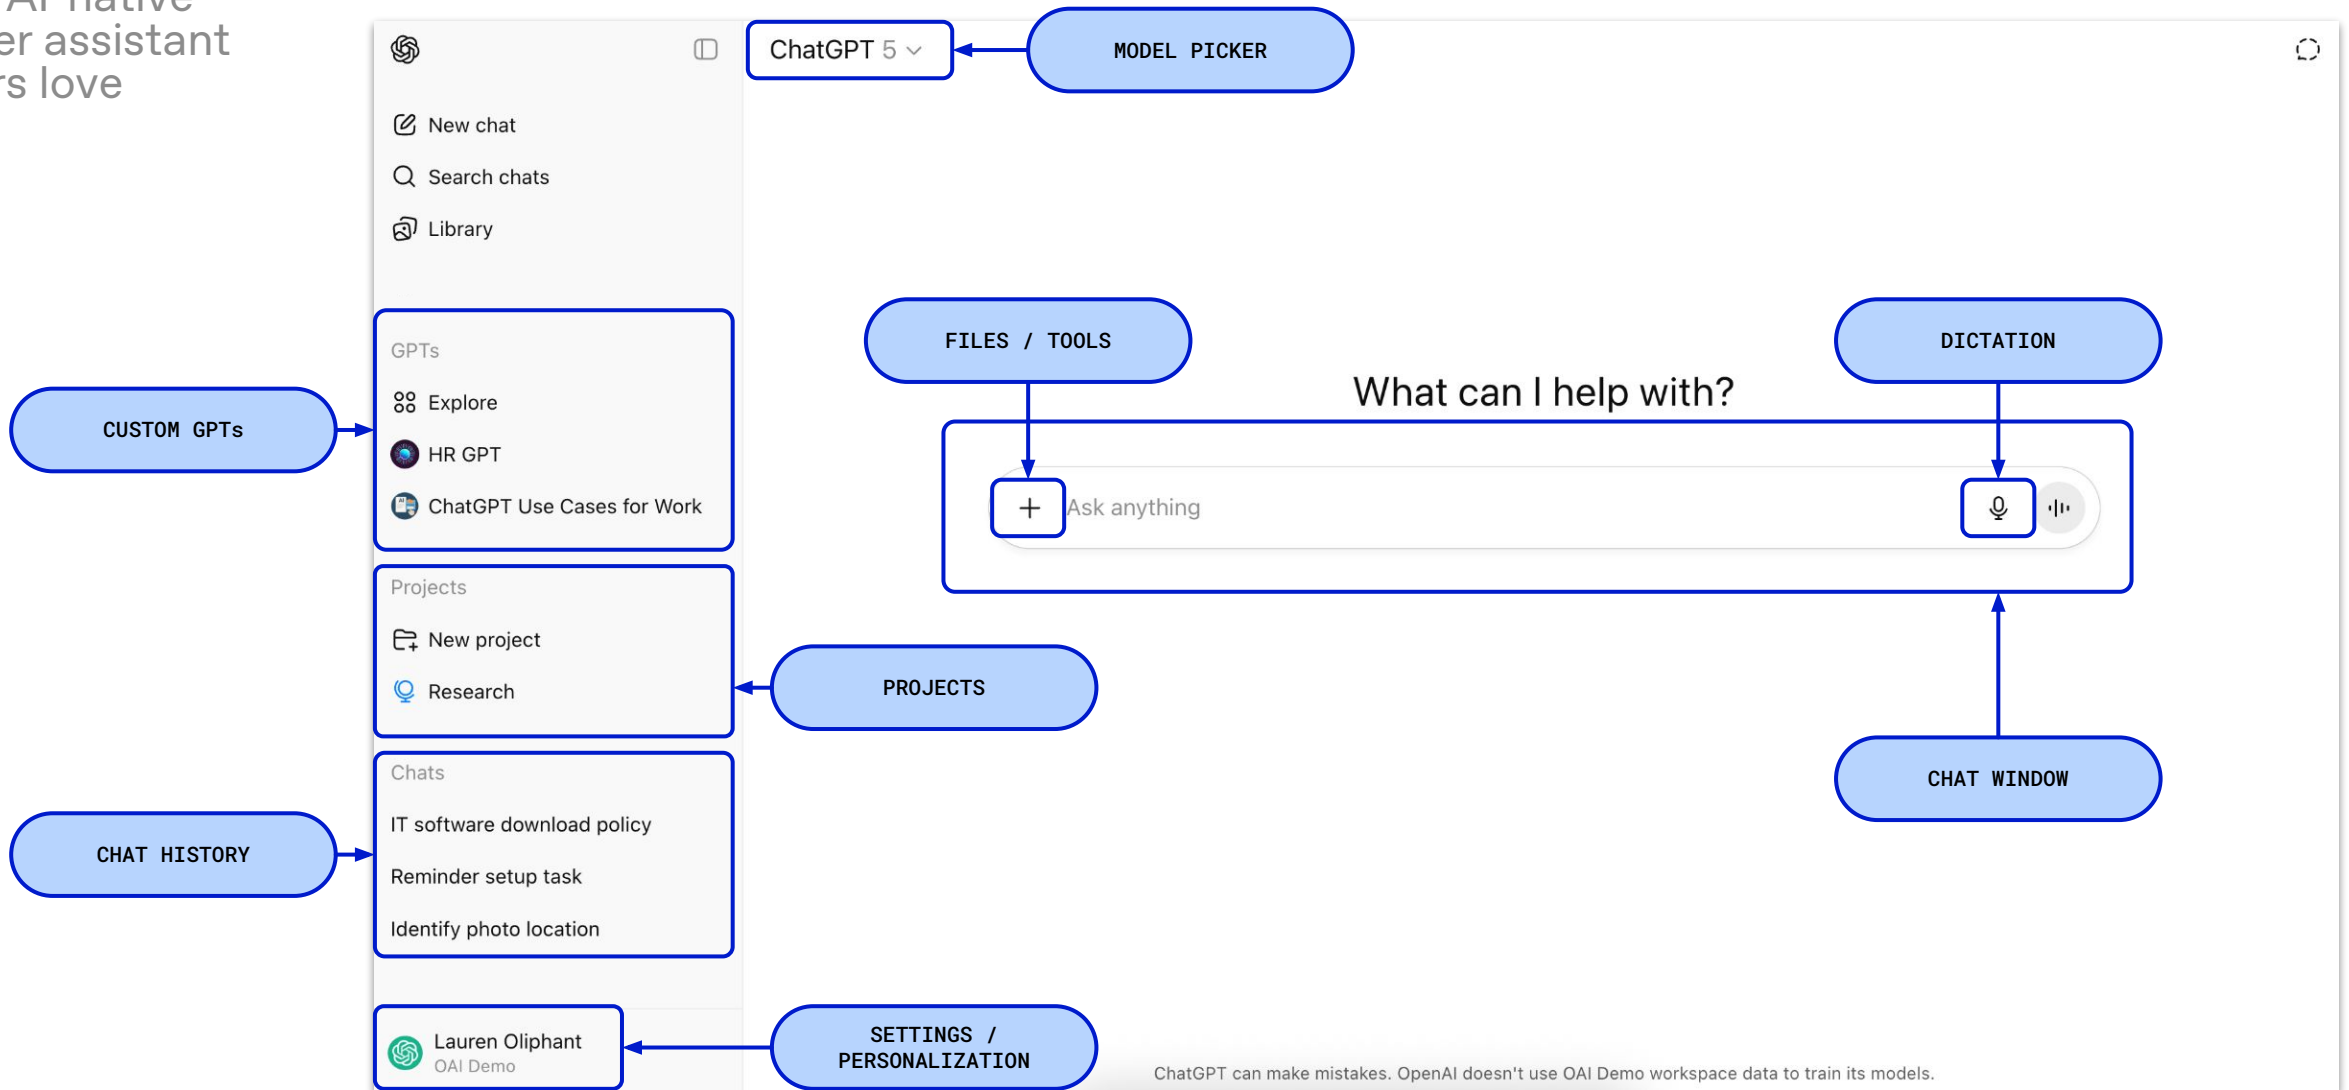 AI native
er assistant
rs love
ChatGPT 5
MODEL PICKER
New chat
Search chats
Library
GPTs
Explore
HR GPT
ChatGPT Use Cases for Work
CUSTOM GPTs
Projects
New project
Research
PROJECTS
Chats
IT software download policy
Reminder setup task
Identify photo location
CHAT HISTORY
Lauren Oliphant
OAI Demo
SETTINGS /
PERSONALIZATION
FILES / TOOLS
DICTATION
What can I help with?
Ask anything
CHAT WINDOW
ChatGPT can make mistakes. OpenAI doesn't use OAI Demo workspace data to train its models.